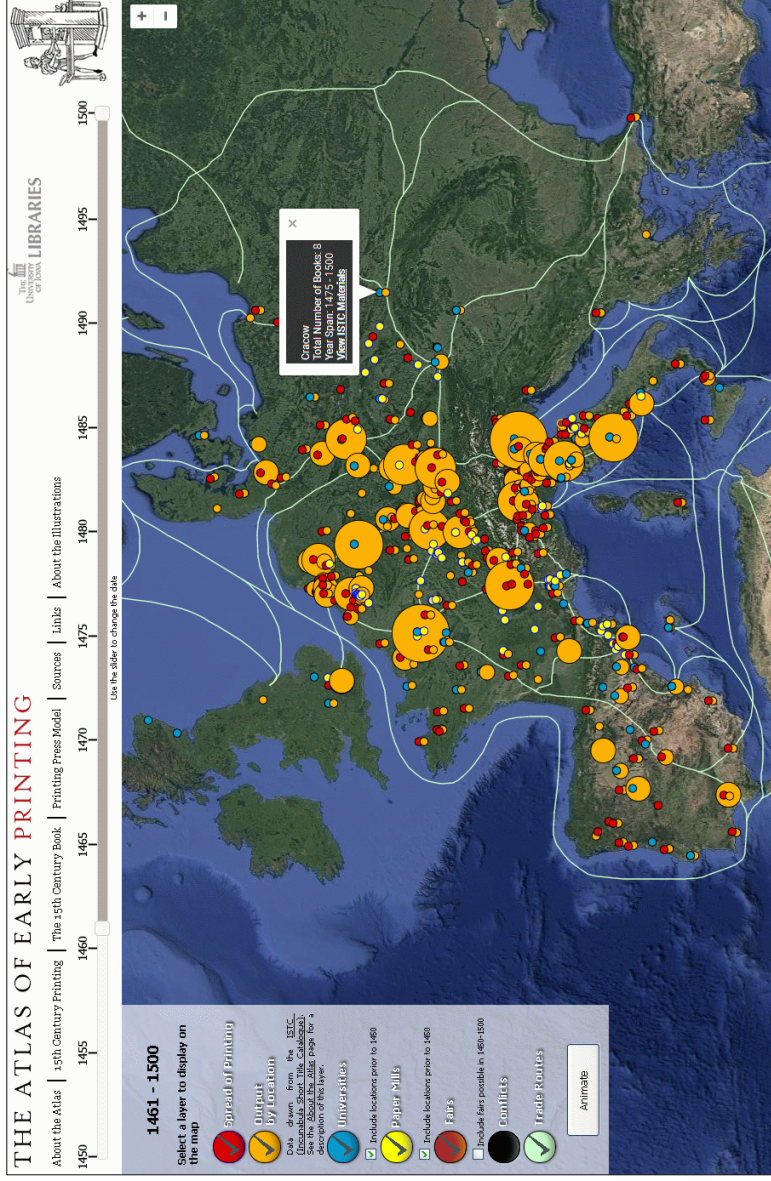 THE ATLAS OF EARLY PRINTING
THE
UNIVERSITY
OF IOWA
LIBRARIES
About the Atlas | 15th Century Printing | The 15th Century Book | Printing Press Model | Sources | Links | About the Illustrations
1450
1455
1460
1465
1470
1475
1480
1485
1490
1495
1500
Use the slider to change the date
+
−
1461 - 1500
Select a layer to display on
the map
Spread of Printing
Output
by Location
Data drawn from the ISTC
(Incunabula Short Title Catalogue).
See the About the Atlas page for a
description of this layer.
Universities
Include locations prior to 1450
Paper Mills
Include locations prior to 1450
Fairs
Include Fairs possible in 1450-1500
Conflicts
Trade Routes
Animate
×
Cracow
Total Number of Books: 8
Year Span: 1475 - 1500
View ISTC Materials